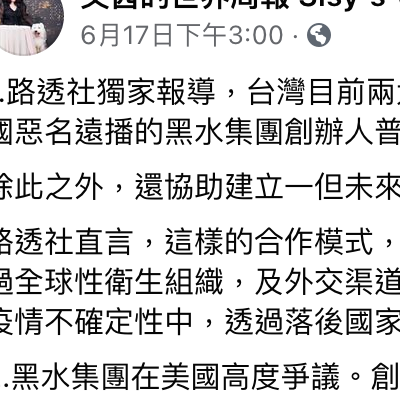 6月17日下午3:00 ·
.路透社獨家報導，台灣目前兩
國惡名遠播的黑水集團創辦人普
除此之外，還協助建立一但未來
路透社直言，這樣的合作模式，
過全球性衛生組織，及外交渠道
疫情不確定性中，透過落後國家
.黑水集團在美國高度爭議。創